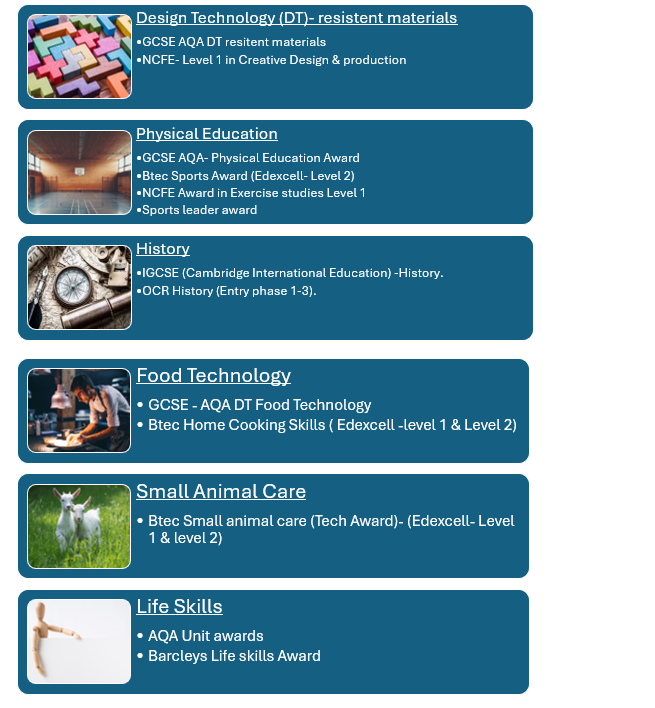 Design Technology (DT)- resistent materials
•GCSE AQA DT resitent materials
•NCFE- Level 1 in Creative Design & production
Physical Education
•GCSE AQA- Physical Education Award
•Btec Sports Award (Edexcell- Level 2)
•NCFE Award in Exercise studies Level 1
•Sports leader award
History
•IGCSE (Cambridge International Education) -History.
•OCR History (Entry phase 1-3).
Food Technology
• GCSE - AQA DT Food Technology
• Btec Home Cooking Skills ( Edexcell -level 1 & Level 2)
Small Animal Care
• Btec Small animal care (Tech Award)- (Edexcell- Level
1 & level 2)
Life Skills
• AQA Unit awards
• Barcleys Life skills Award